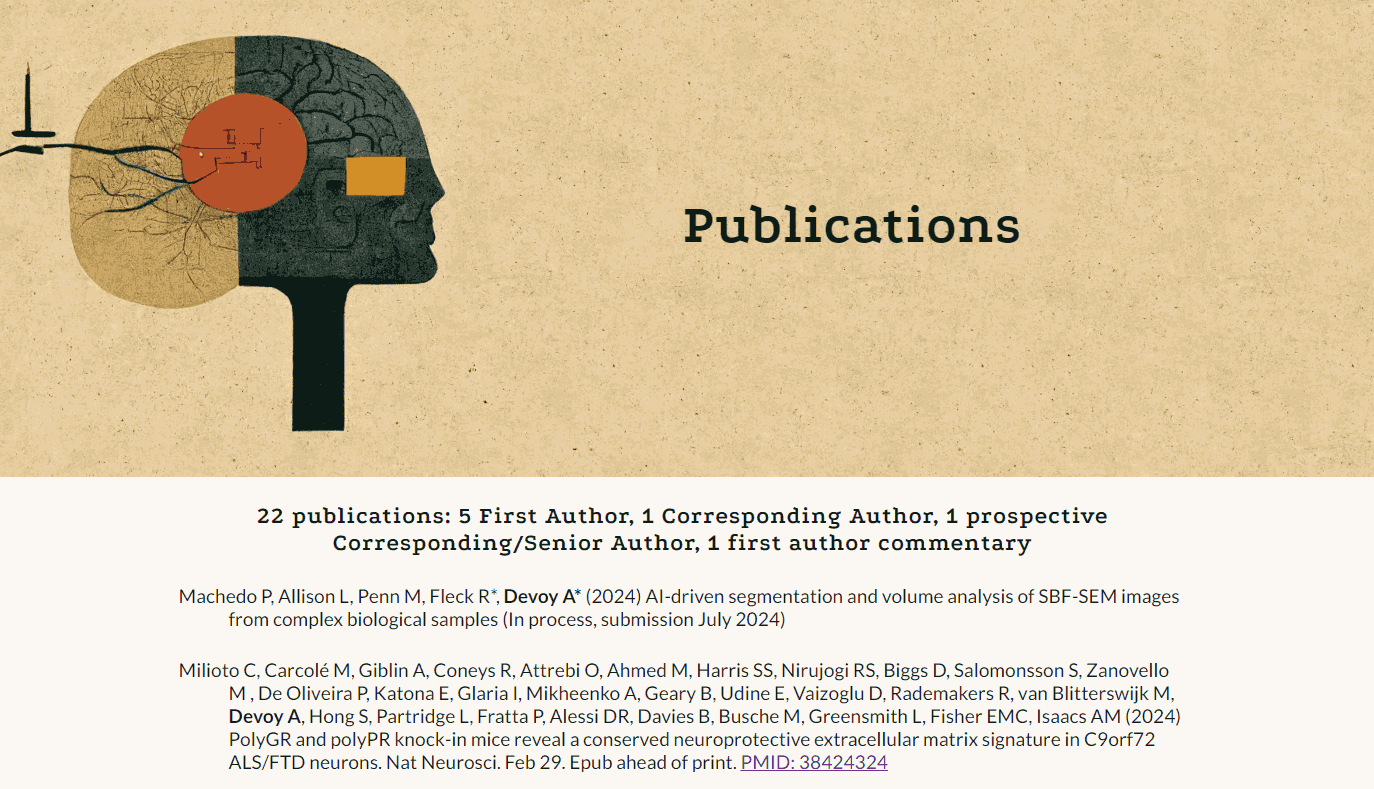 Publications
22 publications: 5 First Author, 1 Corresponding Author, 1 prospective
Corresponding/Senior Author, 1 first author commentary
Machedo P, Allison L, Penn M, Fleck R*, Devoy A* (2024) AI-driven segmentation and volume analysis of SBF-SEM images
from complex biological samples (In process, submission July 2024)
Milioto C, Carcolé M, Giblin A, Coneys R, Attrebi O, Ahmed M, Harris SS, Nirujogi RS, Biggs D, Salomonsson S, Zanovello
M , De Oliveira P, Katona E, Glaria I, Mikheenko A, Geary B, Udine E, Vaizoglu D, Rademakers R, van Blitterswijk M,
Devoy A, Hong S, Partridge L, Fratta P, Alessi DR, Davies B, Busche M, Greensmith L, Fisher EMC, Isaacs AM (2024)
PolyGR and polyPR knock-in mice reveal a conserved neuroprotective extracellular matrix signature in C9orf72
ALS/FTD neurons. Nat Neurosci. Feb 29. Epub ahead of print. PMID: 38424324